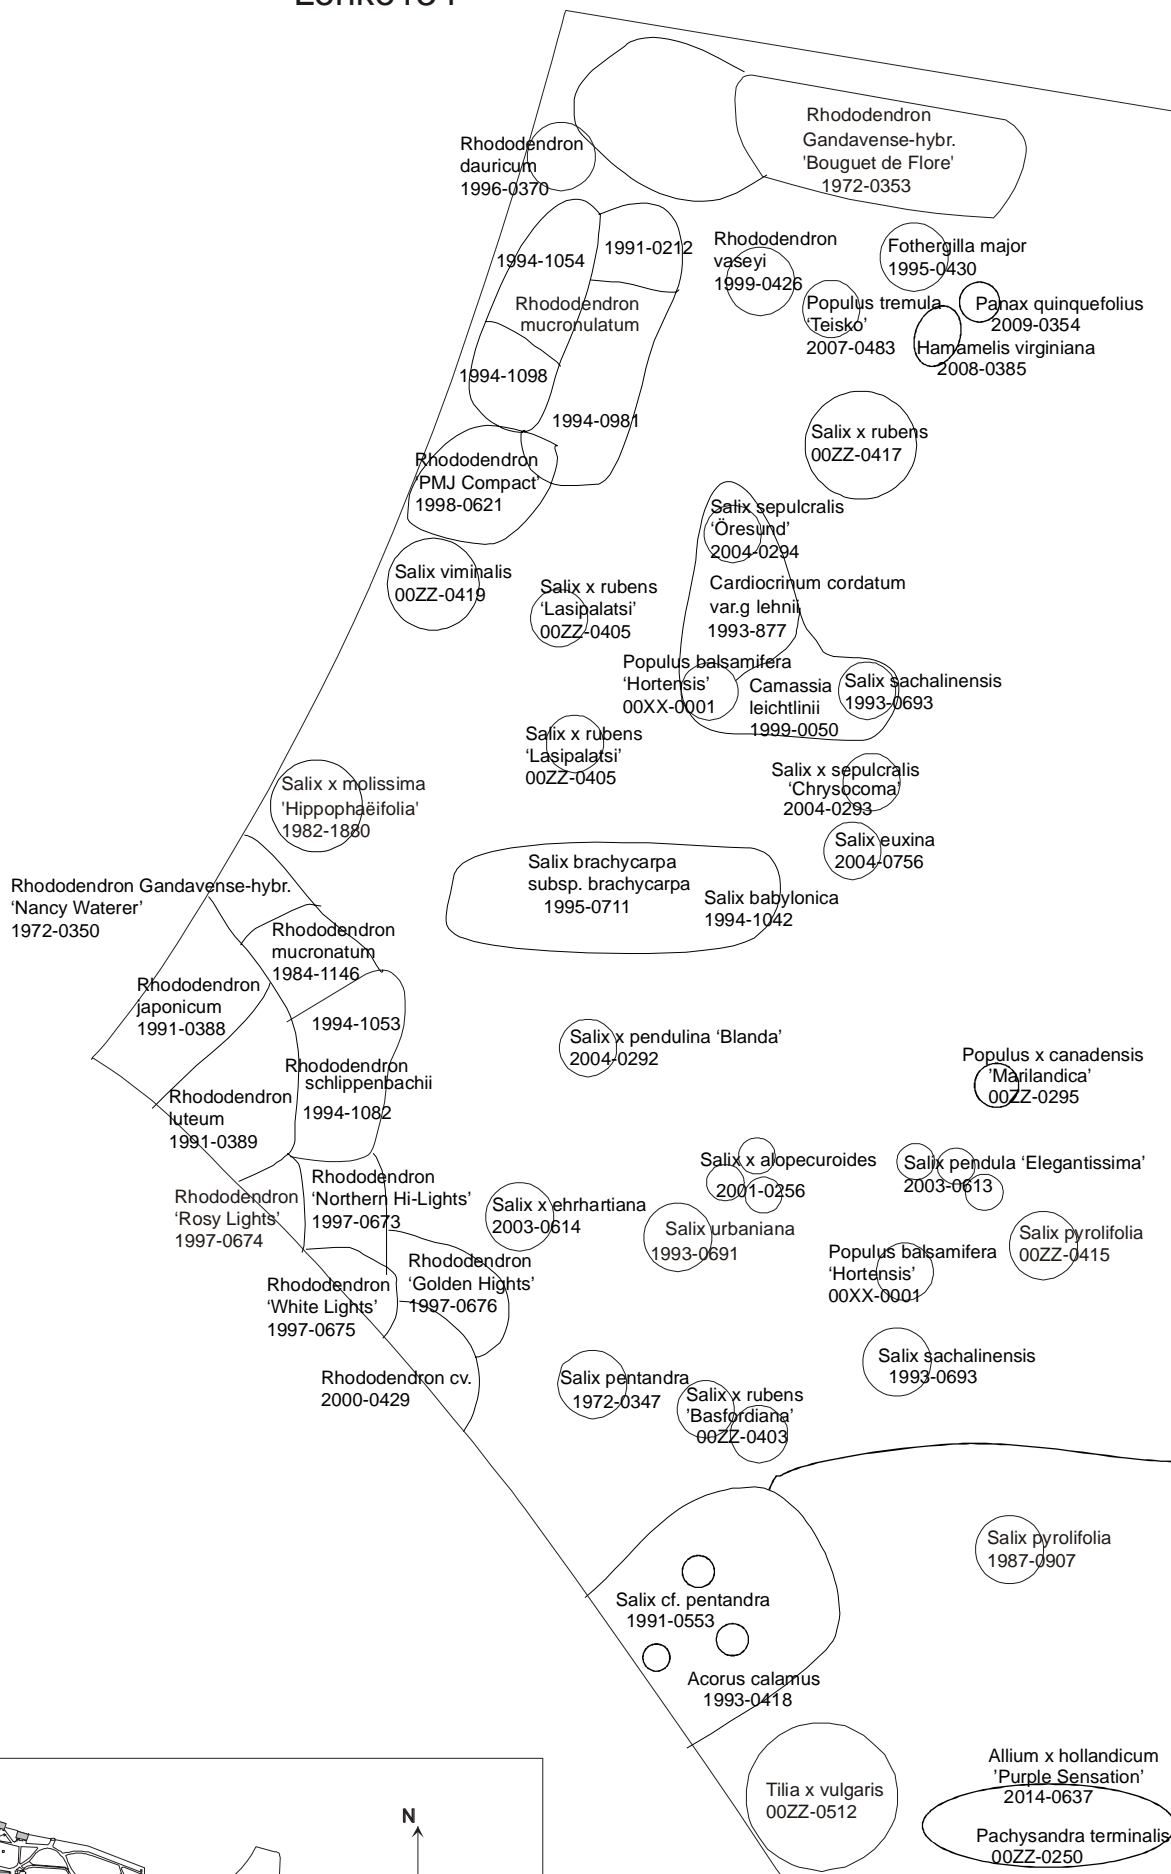 Rhododendron
Gandavense-hybr.
'Bouguet de Flore'
1972-0353
Rhododendron
dauricum
1996-0370
1994-1054
1991-0212
Rhododendron
mucronulatum
1994-1098
1994-0981
Rhododendron
vaseyi
1999-0426
Fothergilla major
1995-0430
Populus tremula
‘Teisko’
2007-0483
Panax quinquefolius
2009-0354
Hamamelis virginiana
2008-0385
Salix x rubens
00ZZ-0417
Rhododendron
‘PMJ Compact’
1998-0621
Salix sepulcralis
‘Öresund’
2004-0294
Salix viminalis
00ZZ-0419
Salix x rubens
‘Lasipalatsi’
00ZZ-0405
Cardiocrinum cordatum
var.g lehnii
1993-877
Populus balsamifera
‘Hortensis’
00XX-0001
Camassia
leichtlinii
1999-0050
Salix sachalinensis
1993-0693
Salix x rubens
‘Lasipalatsi’
00ZZ-0405
Salix x sepulcralis
‘Chrysocoma’
2004-0293
Salix x molissima
'Hippophaëifolia'
1982-1880
Salix euxina
2004-0756
Salix brachycarpa
subsp. brachycarpa
1995-0711
Salix babylonica
1994-1042
Rhododendron Gandavense-hybr.
‘Nancy Waterer’
1972-0350
Rhododendron
mucronatum
1984-1146
Rhododendron
japonicum
1991-0388
1994-1053
Rhododendron
schlippenbachii
1994-1082
Salix x pendulina ‘Blanda’
2004-0292
Populus x canadensis
’Marilandica’
00ZZ-0295
Rhododendron
luteum
1991-0389
Salix x alopecuroides
2001-0256
Salix pendula ‘Elegantissima’
2003-0613
Rhododendron
‘Northern Hi-Lights’
1997-0673
Rhododendron
‘Rosy Lights’
1997-0674
Salix x ehrhartiana
2003-0614
Salix urbaniana
1993-0691
Salix pyrolifolia
00ZZ-0415
Populus balsamifera
‘Hortensis’
00XX-0001
Rhododendron
‘Golden Hights’
1997-0676
Rhododendron
‘White Lights’
1997-0675
Salix sachalinensis
1993-0693
Rhododendron cv.
2000-0429
Salix pentandra
1972-0347
Salix x rubens
’Basfordiana’
00ZZ-0403
Salix pyrolifolia
1987-0907
Salix cf. pentandra
1991-0553
Acorus calamus
1993-0418
Tilia x vulgaris
00ZZ-0512
Allium x hollandicum
’Purple Sensation’
2014-0637
Pachysandra terminalis
00ZZ-0250
N